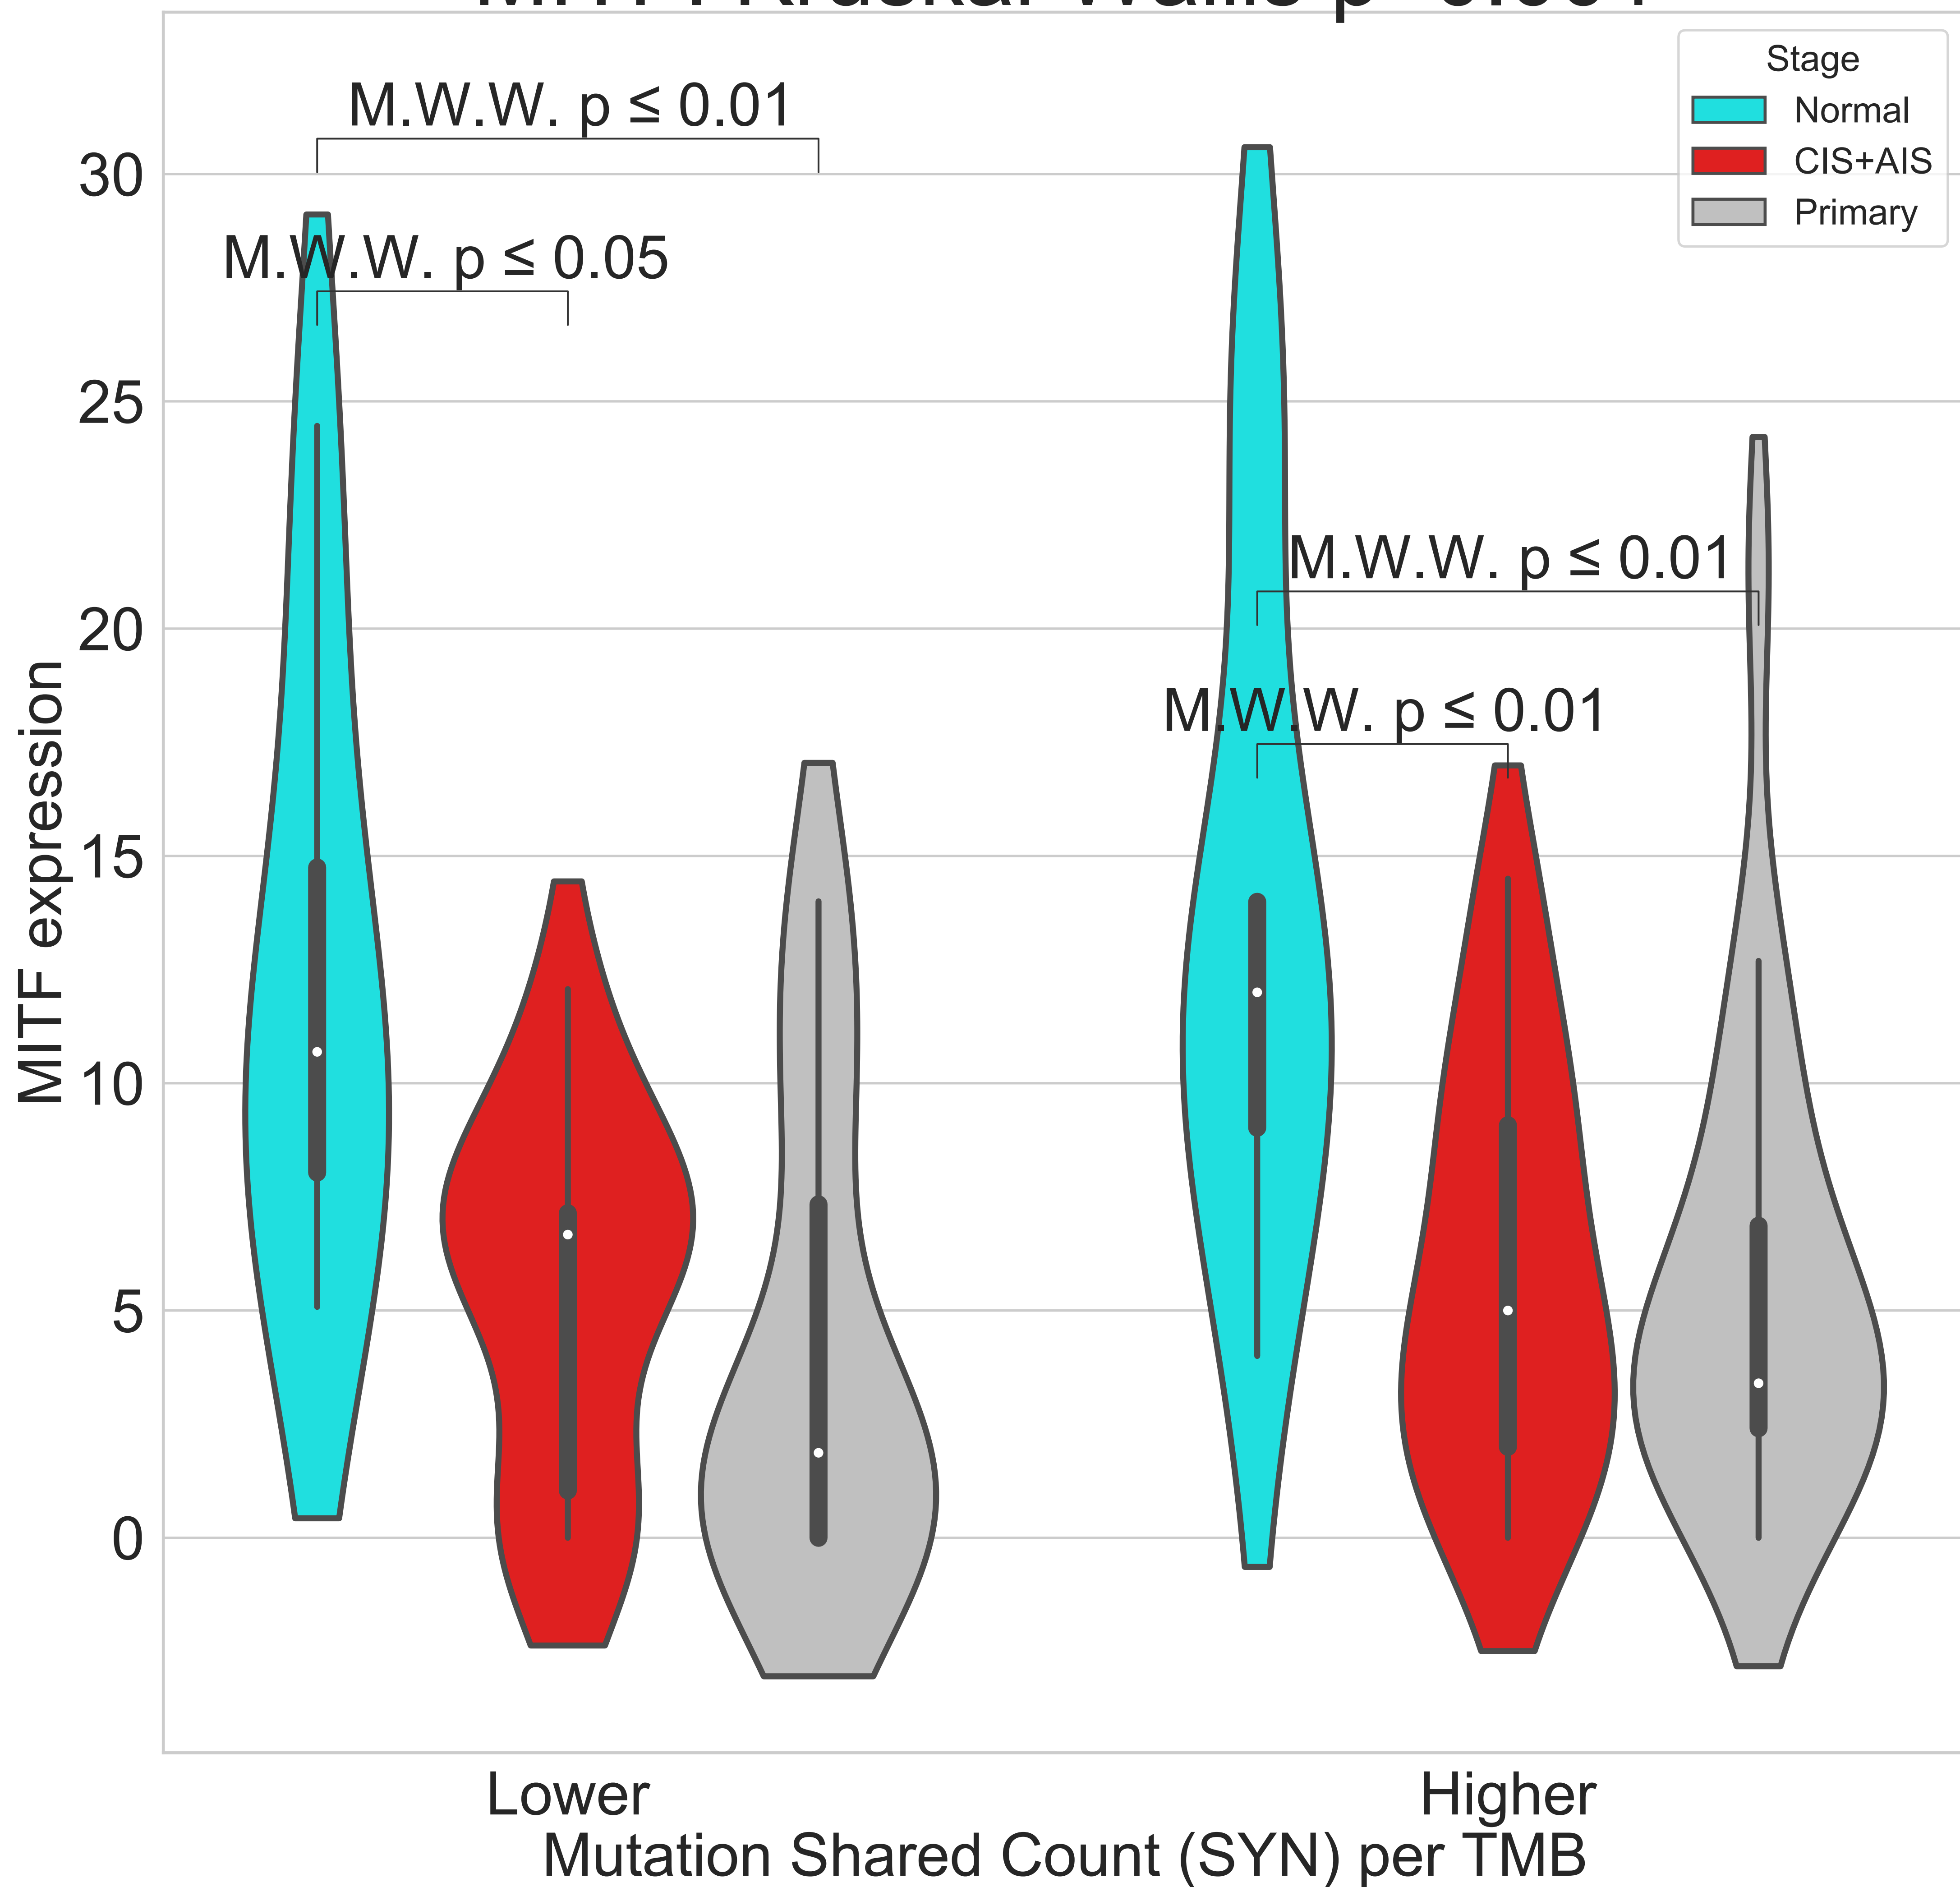 Stage
Normal
CIS+AIS
Primary
M.W.W. p ≤ 0.01
M.W.W. p ≤ 0.05
M.W.W. p ≤ 0.01
M.W.W. p ≤ 0.01
30
25
20
15
10
5
0
MITF expression
Lower
Higher
Mutation Shared Count (SYN) per TMB